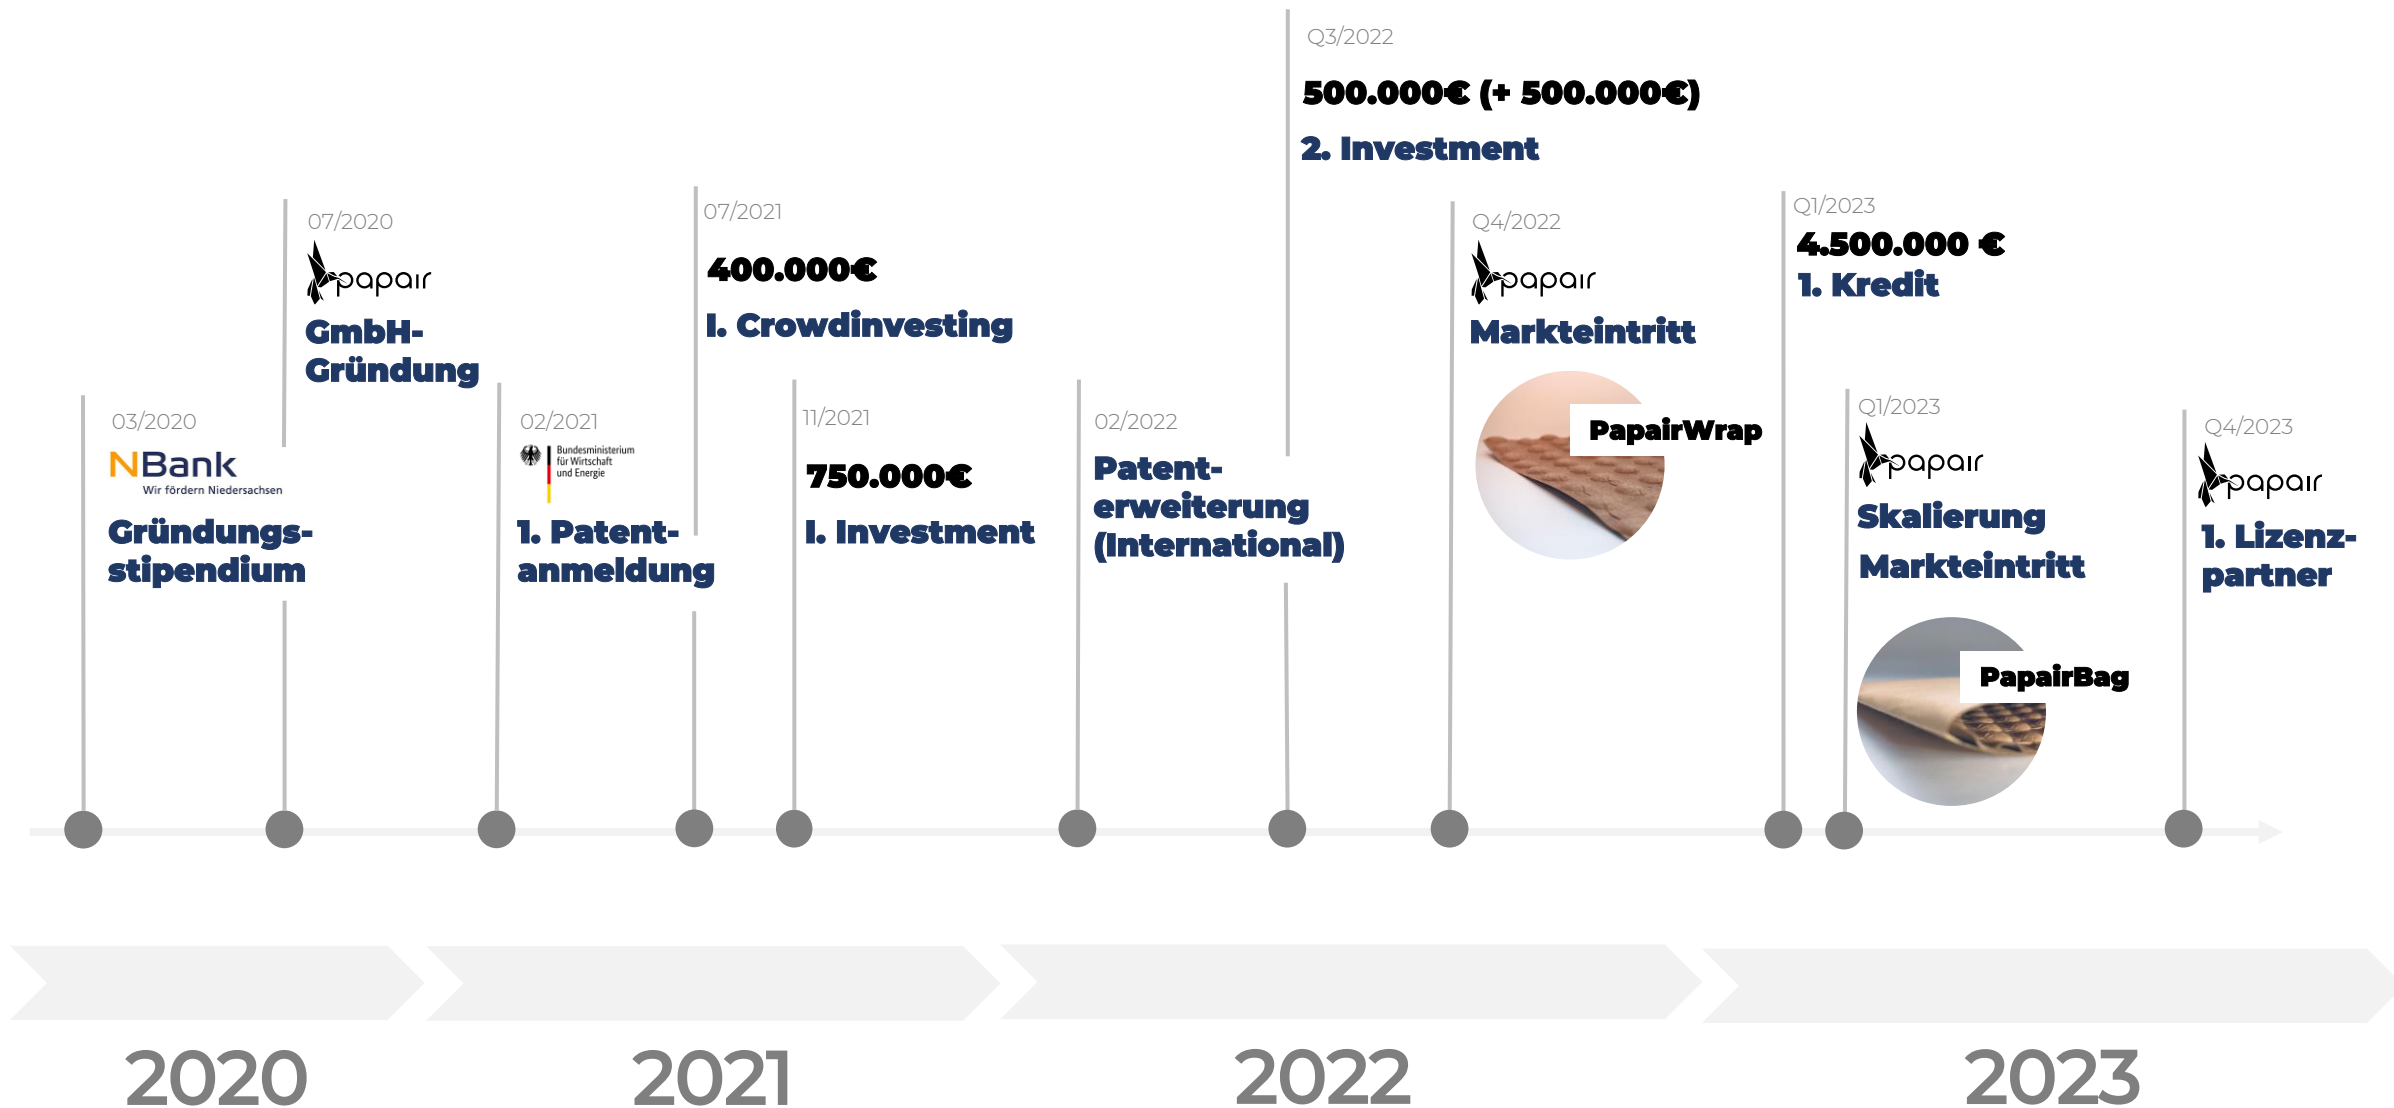 03/2020
NBank
Wir fördern Niedersachsen
Gründungs-
stipendium
07/2020
papair
GmbH-
Gründung
02/2021
Bundesministerium
für Wirtschaft
und Energie
1. Patent-
anmeldung
07/2021
400.000€
I. Crowdinvesting
11/2021
750.000€
I. Investment
02/2022
Patent-
erweiterung
(International)
Q3/2022
500.000€ (+ 500.000€)
2. Investment
Q4/2022
papair
Markteintritt
PapairWrap
Q1/2023
4.500.000 €
1. Kredit
Q1/2023
papair
Skalierung
Markteintritt
PapairBag
Q4/2023
papair
1. Lizenz-
partner
2020
2021
2022
2023